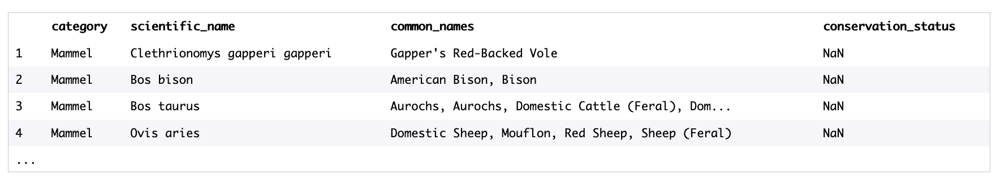 category scientific_name common_names conservation_status
1 Mammel Clethrionomys gapperi gapperi Gapper's Red-Backed Vole NaN
2 Mammel Bos bison American Bison, Bison NaN
3 Mammel Bos taurus Aurochs, Aurochs, Domestic Cattle (Feral), Dom... NaN
4 Mammel Ovis aries Domestic Sheep, Mouflon, Red Sheep, Sheep (Feral) NaN
...